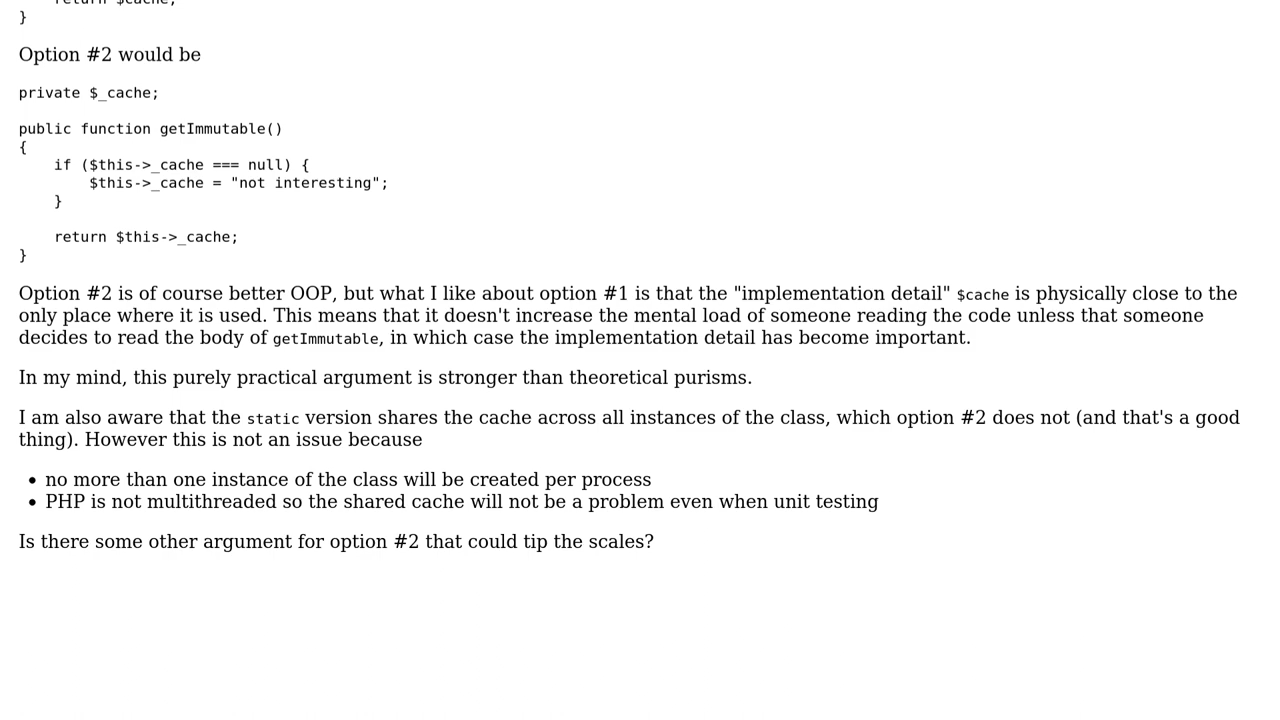 return $cache;
}
Option #2 would be
private $_cache;
public function getImmutable()
{
    if ($this->_cache === null) {
        $this->_cache = "not interesting";
    }
    return $this->_cache;
}
Option #2 is of course better OOP, but what I like about option #1 is that the "implementation detail" $cache is physically close to the
only place where it is used. This means that it doesn't increase the mental load of someone reading the code unless that someone
decides to read the body of getImmutable, in which case the implementation detail has become important.
In my mind, this purely practical argument is stronger than theoretical purisms.
I am also aware that the static version shares the cache across all instances of the class, which option #2 does not (and that's a good
thing). However this is not an issue because
• no more than one instance of the class will be created per process
• PHP is not multithreaded so the shared cache will not be a problem even when unit testing
Is there some other argument for option #2 that could tip the scales?